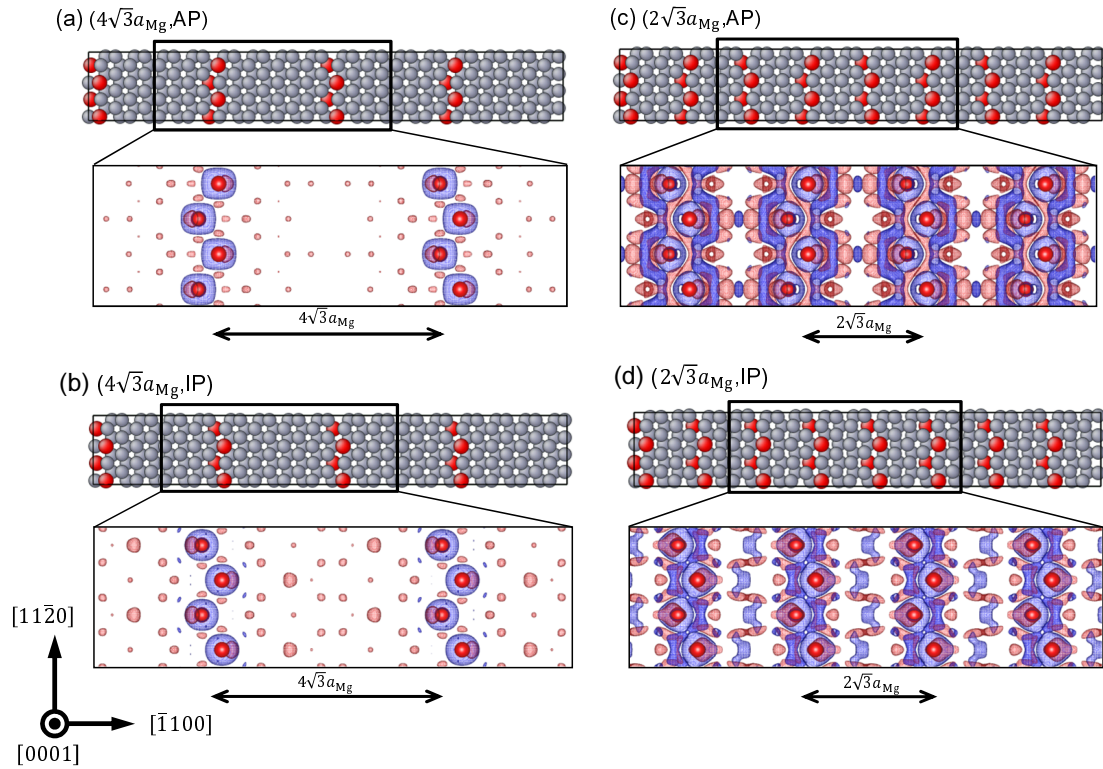 (a) (4√3a_Mg,AP)
4√3a_Mg
(b) (4√3a_Mg,IP)
4√3a_Mg
(c) (2√3a_Mg,AP)
2√3a_Mg
(d) (2√3a_Mg,IP)
2√3a_Mg
[112̄0]
[1̄100]
[0001]